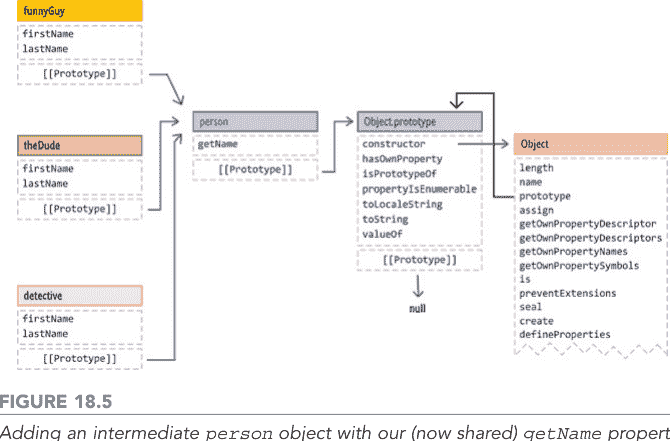 funnyGuy
firstName
lastName
[[Prototype]]
theDude
firstName
lastName
[[Prototype]]
detective
firstName
lastName
[[Prototype]]
person
getName
[[Prototype]]
Object.prototype
constructor
hasOwnProperty
isPrototypeOf
propertyIsEnumerable
toLocaleString
toString
valueOf
[[Prototype]]
null
Object
length
name
prototype
assign
getOwnPropertyDescriptor
getOwnPropertyDescriptors
getOwnPropertyNames
getOwnPropertySymbols
is
preventExtensions
seal
create
defineProperties
FIGURE 18.5
Adding an intermediate person object with our (now shared) getName propert